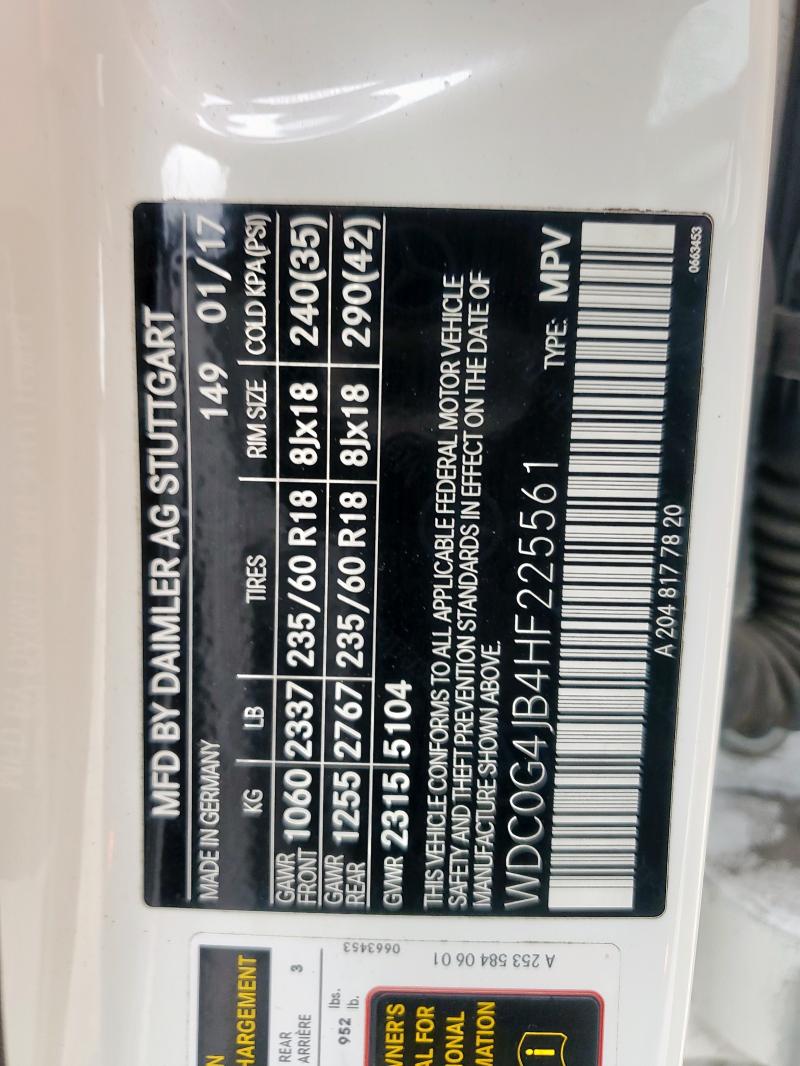 MFD BY DAIMLER AG STUTTGART
MADE IN GERMANY 149 01/17
KG LB TIRES RIM SIZE COLD KPA(PSI)
GAWR FRONT 1060 2337 235/60 R18 8Jx18 240(35)
GAWR REAR 1255 2767 235/60 R18 8Jx18 290(42)
GVWR 2315 5104
THIS VEHICLE CONFORMS TO ALL APPLICABLE FEDERAL MOTOR VEHICLE
SAFETY AND THEFT PREVENTION STANDARDS IN EFFECT ON THE DATE OF
MANUFACTURE SHOWN ABOVE.
WDC0G4JB4HF225561 TYPE: MPV
A 204 817 78 20 0663453
HARGEMENT
REAR
ARRIÈRE 3
952 lbs.
lb.
NER'S
AL FOR
IONAL
MATION
i
0663453
A 253 584 06 01